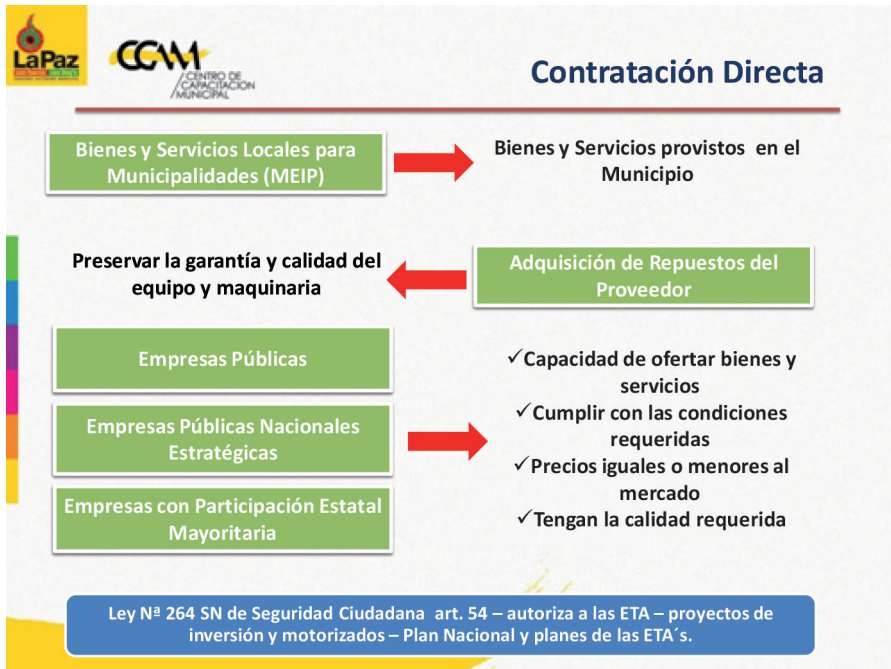 LaPaz
CCAM
CENTRO DE
CAPACITACION
MUNICIPAL
Contratación Directa
Bienes y Servicios Locales para
Municipalidades (MEIP)
Bienes y Servicios provistos en el
Municipio
Preservar la garantía y calidad del
equipo y maquinaria
Adquisición de Repuestos del
Proveedor
Empresas Públicas
Empresas Públicas Nacionales
Estratégicas
Empresas con Participación Estatal
Mayoritaria
✓Capacidad de ofertar bienes y
servicios
✓Cumplir con las condiciones
requeridas
✓Precios iguales o menores al
mercado
✓Tengan la calidad requerida
Ley Nª 264 SN de Seguridad Ciudadana art. 54 – autoriza a las ETA – proyectos de
inversión y motorizados – Plan Nacional y planes de las ETA´s.